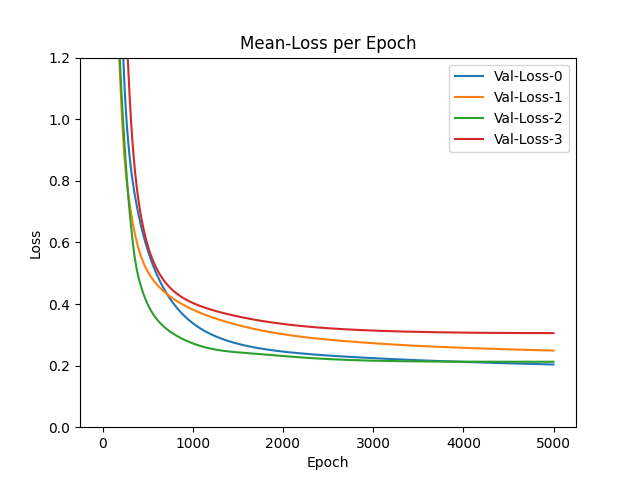 Mean-Loss per Epoch
Loss
1.2
1.0
0.8
0.6
0.4
0.2
0.0
Val-Loss-0
Val-Loss-1
Val-Loss-2
Val-Loss-3
0 1000 2000 3000 4000 5000
Epoch